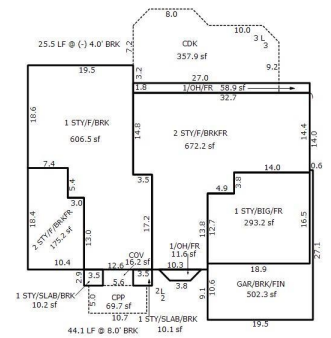 8.0
10.0
7.2
CDK
357.9 sf
3 L
3
9.2
25.5 LF @ (-) 4.0' BRK
19.5
3.2
27.0
1.8
1/OH/FR
58.9 sf
32.7
18.6
1 STY/F/BRK
606.5 sf
14.8
2 STY/F/BRKFR
672.2 sf
14.4
14.0
7.4
3.5
14.0
0.6
5.4
3.8
4.9
3.0
18.4
2 STY/F/BRKFR
175.2 sf
13.0
17.2
13.8
12.7
1 STY/BIG/FR
293.2 sf
16.5
27.1
COV
16.2 sf
1/OH/FR
11.6 sf
10.4
12.6
10.3
18.9
2.9
3.5
5.6
3.5
2L
2
3.8
9.1
10.6
GAR/BRK/FIN
502.3 sf
1 STY/SLAB/BRK
10.2 sf
5.0
CPP
69.7 sf
10.7
1 STY/SLAB/BRK
10.1 sf
19.5
44.1 LF @ 8.0' BRK